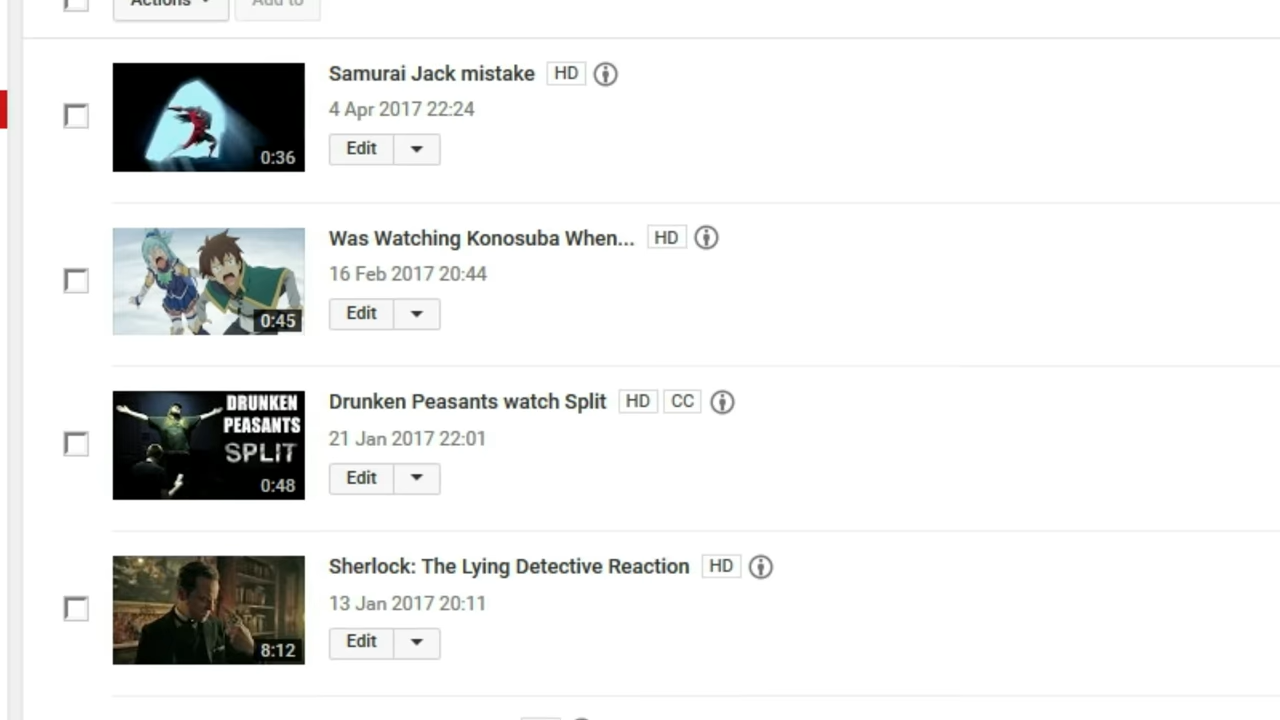 Actions
Add to
Samurai Jack mistake HD
4 Apr 2017 22:24
0:36
Edit
Was Watching Konosuba When... HD
16 Feb 2017 20:44
0:45
Edit
Drunken Peasants watch Split HD CC
DRUNKEN
PEASANTS
SPLIT
21 Jan 2017 22:01
0:48
Edit
Sherlock: The Lying Detective Reaction HD
13 Jan 2017 20:11
8:12
Edit